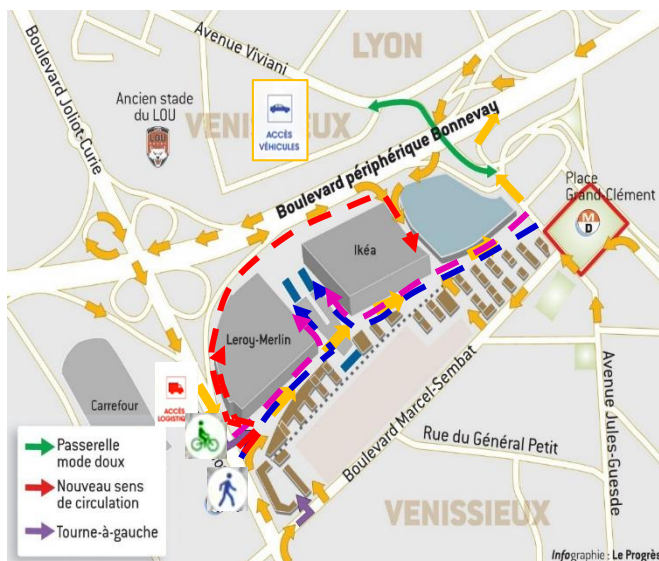 LYON
Avenue Viviani
Boulevard Joliot-Curie
Ancien stade
du LOU
LOU
VENISSIEUX
ACCÈS
VÉHICULES
Boulevard périphérique Bonnevay
Place
Grand-Clément
M
D
Ikéa
Leroy-Merlin
Carrefour
ACCÈS
LOGISTIQ
Boulevard Marcel-Sembat
Avenue Jules-Guesde
Rue du Général Petit
VENISSIEUX
Passerelle
mode doux
Nouveau sens
de circulation
Tourne-à-gauche
Infographie : Le Progrès